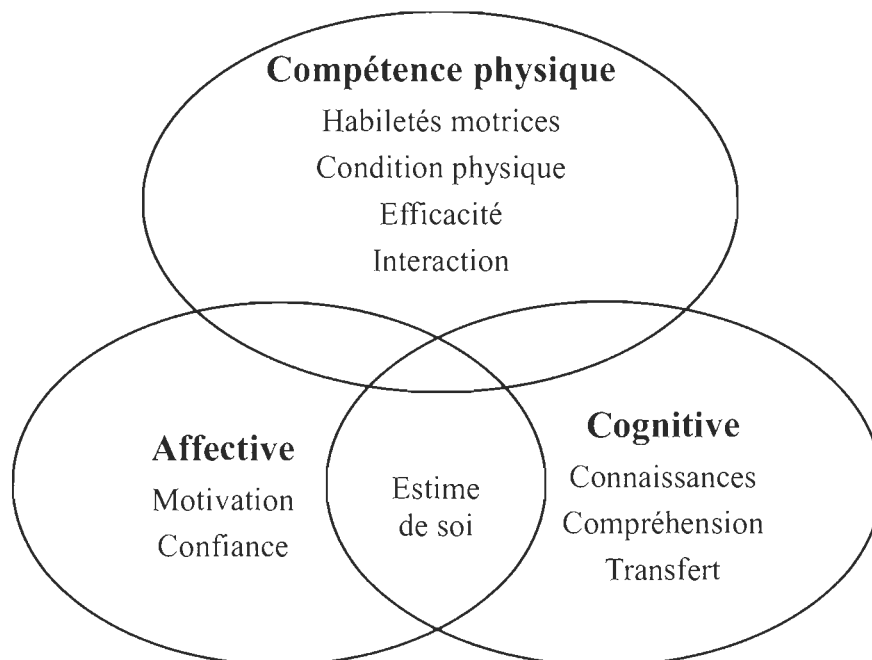 Compétence physique
Habiletés motrices
Condition physique
Efficacité
Interaction
Affective
Motivation
Confiance
Estime
de soi
Cognitive
Connaissances
Compréhension
Transfert